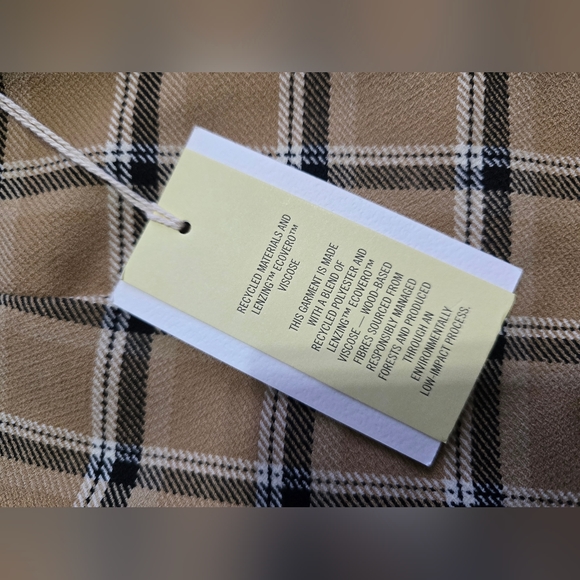 RECYCLED MATERIALS AND
LENZING™ ECOVERO™
VISCOSE
THIS GARMENT IS MADE
WITH A BLEND OF
RECYCLED POLYESTER AND
LENZING™ ECOVERO™
VISCOSE — WOOD-BASED
FIBRES SOURCED FROM
RESPONSIBLY MANAGED
FORESTS AND PRODUCED
THROUGH AN
ENVIRONMENTALLY
LOW-IMPACT PROCESS.